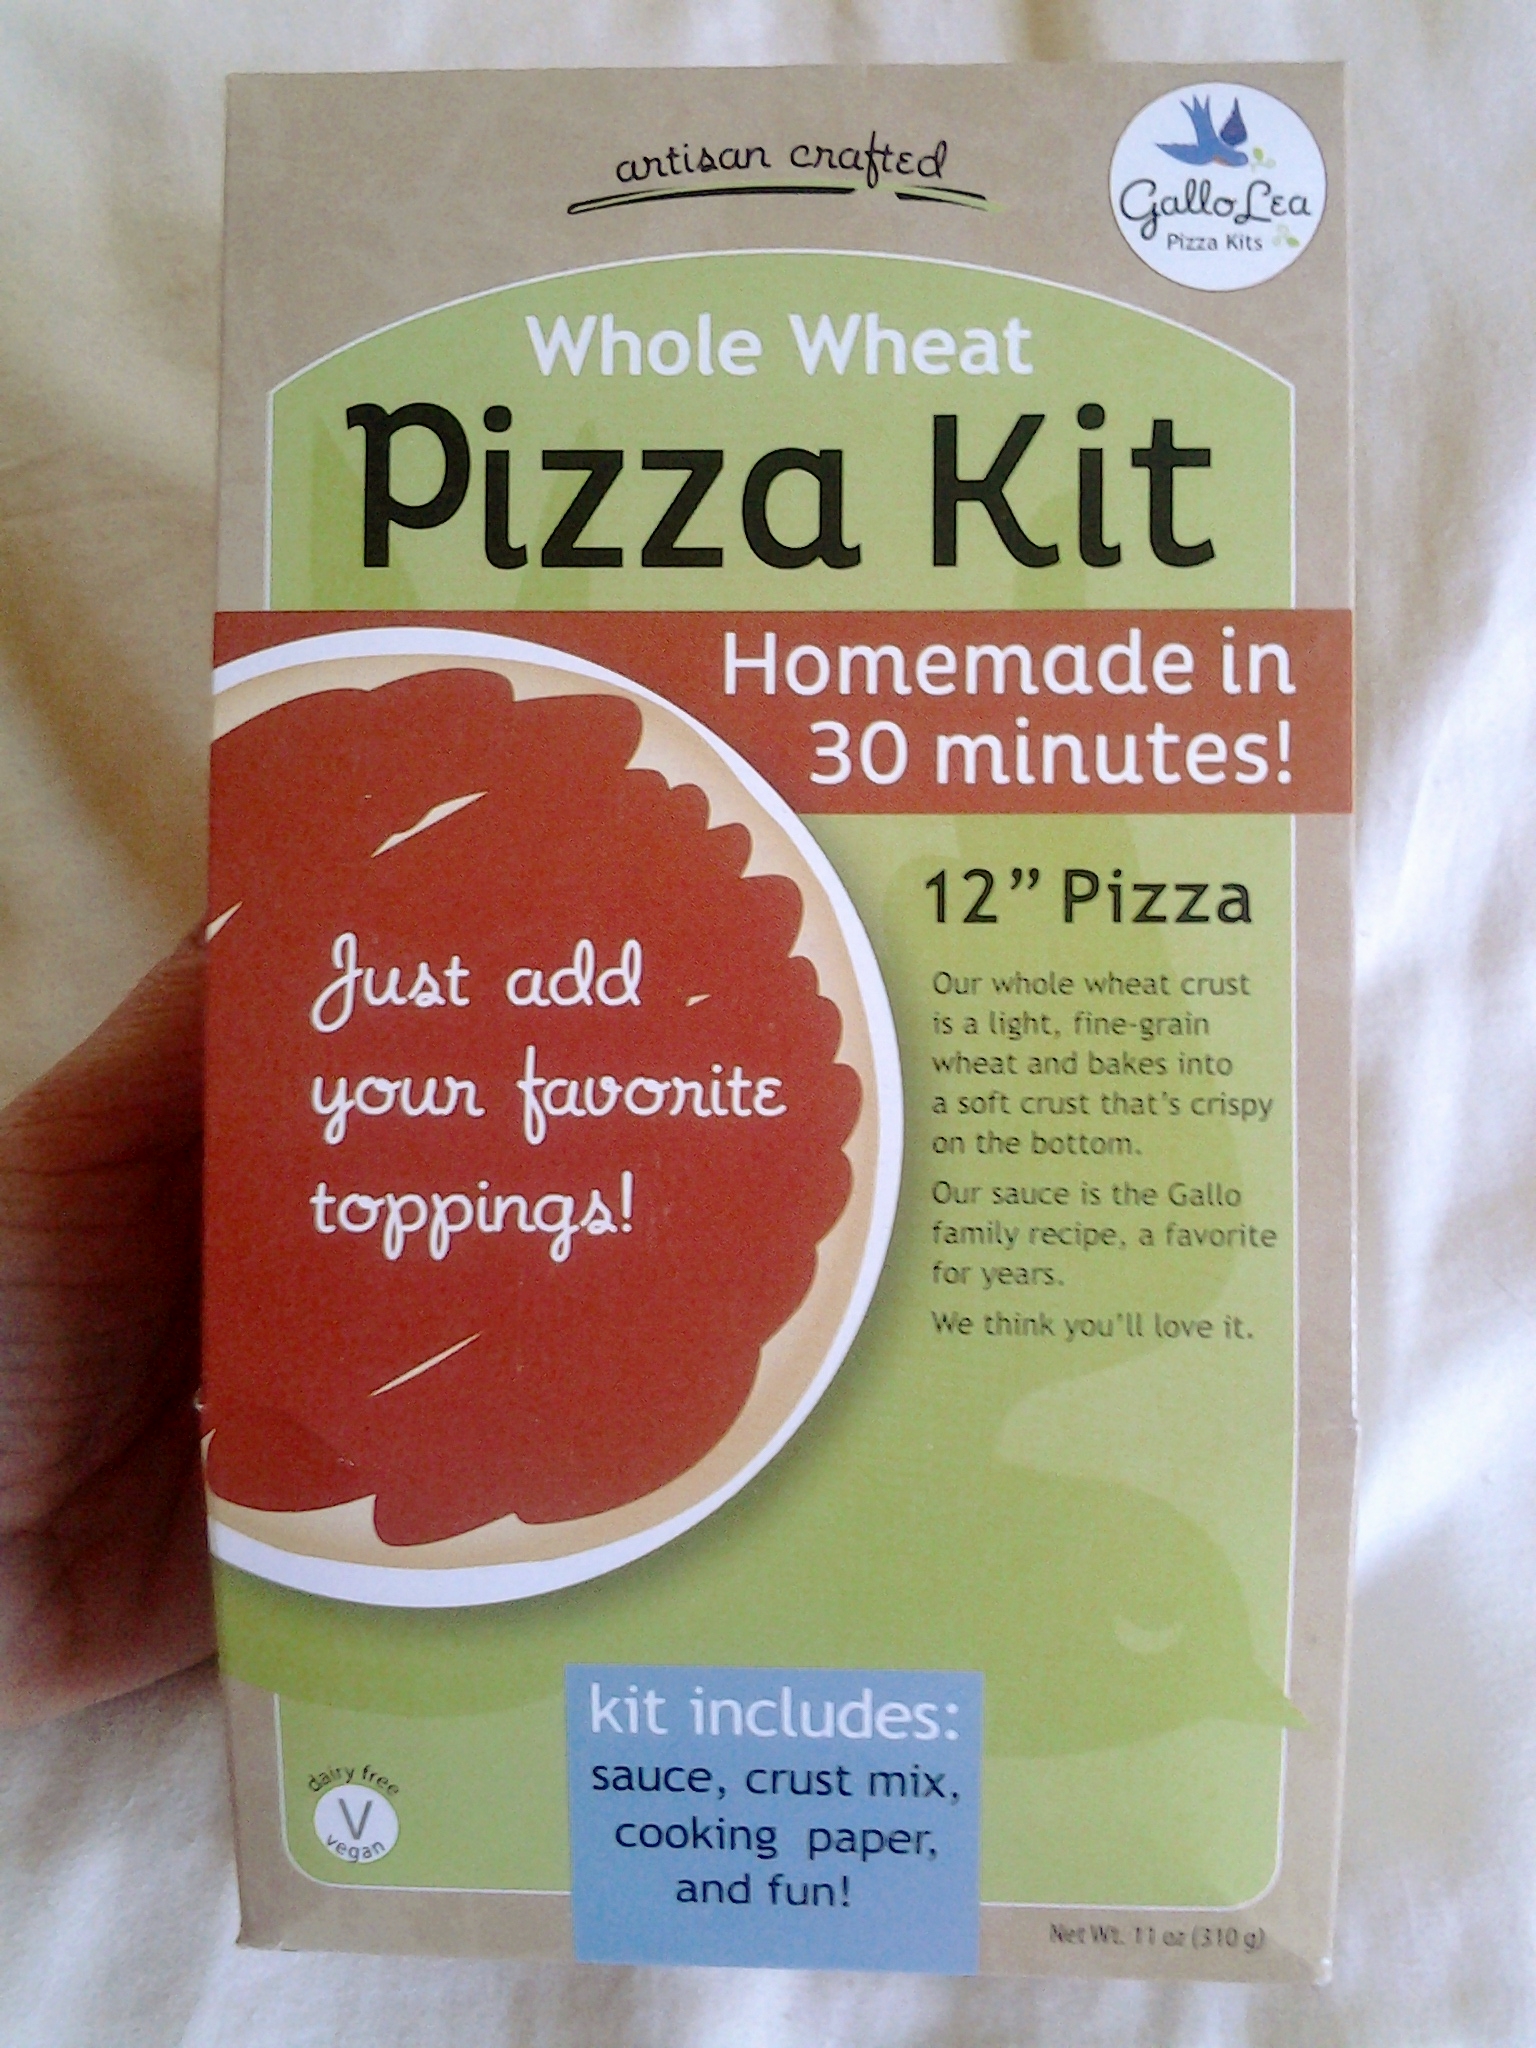 artisan crafted
GalloLea
Pizza Kits
Whole Wheat
Pizza Kit
Homemade in
30 minutes!
12" Pizza
Just add
your favorite
toppings!
Our whole wheat crust
is a light, fine-grain
wheat and bakes into
a soft crust that's crispy
on the bottom.
Our sauce is the Gallo
family recipe, a favorite
for years.
We think you'll love it.
kit includes:
sauce, crust mix,
cooking paper,
and fun!
dairy free
V
vegan
Net Wt. 11 oz (310 g)